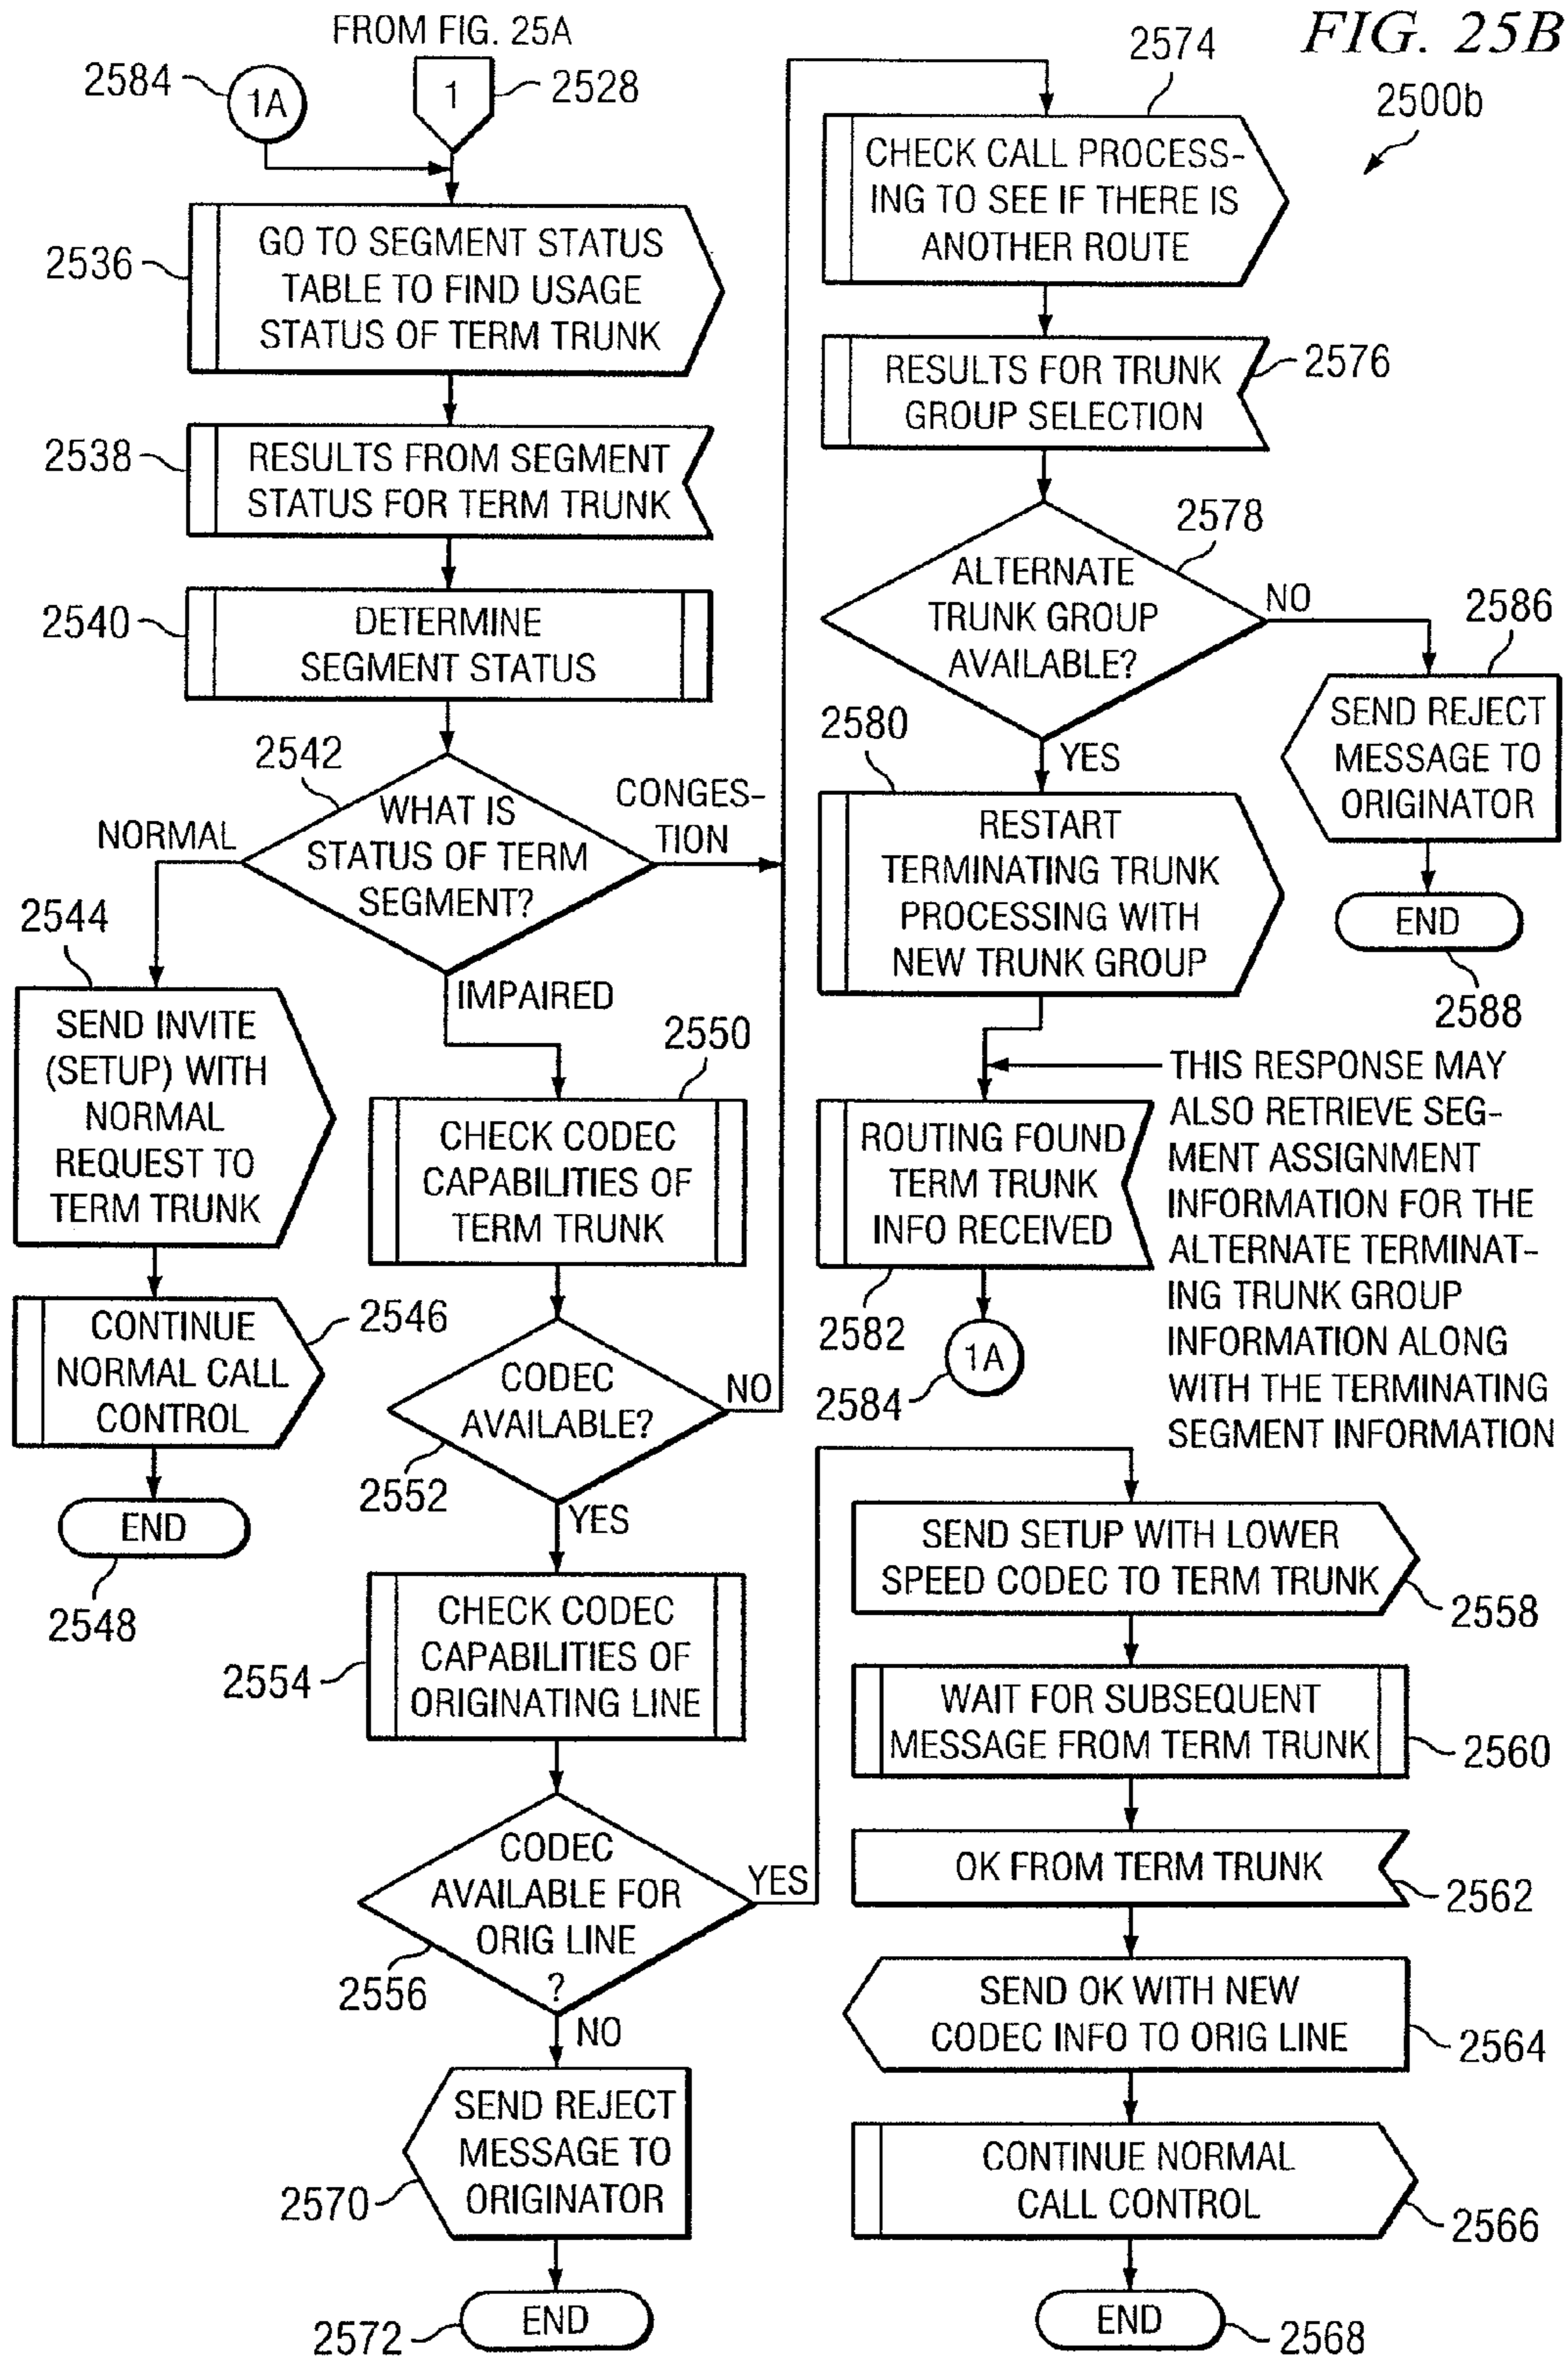 FIG. 25B
2500b
FROM FIG. 25A
2584
1A
1
2528
2536
GO TO SEGMENT STATUS
TABLE TO FIND USAGE
STATUS OF TERM TRUNK
2538
RESULTS FROM SEGMENT
STATUS FOR TERM TRUNK
2540
DETERMINE
SEGMENT STATUS
2542
WHAT IS
STATUS OF TERM
SEGMENT?
NORMAL
CONGES-
TION
IMPAIRED
2544
SEND INVITE
(SETUP) WITH
NORMAL
REQUEST TO
TERM TRUNK
2546
CONTINUE
NORMAL CALL
CONTROL
END
2548
2550
CHECK CODEC
CAPABILITIES OF
TERM TRUNK
CODEC
AVAILABLE?
NO
2552
YES
2554
CHECK CODEC
CAPABILITIES OF
ORIGINATING LINE
CODEC
AVAILABLE FOR
ORIG LINE
?
YES
2556
NO
SEND REJECT
MESSAGE TO
ORIGINATOR
2570
END
2572
2574
CHECK CALL PROCESS-
ING TO SEE IF THERE IS
ANOTHER ROUTE
RESULTS FOR TRUNK
GROUP SELECTION
2576
2578
ALTERNATE
TRUNK GROUP
AVAILABLE?
NO
YES
2586
SEND REJECT
MESSAGE TO
ORIGINATOR
END
2588
2580
RESTART
TERMINATING TRUNK
PROCESSING WITH
NEW TRUNK GROUP
THIS RESPONSE MAY
ALSO RETRIEVE SEG-
MENT ASSIGNMENT
INFORMATION FOR THE
ALTERNATE TERMINAT-
ING TRUNK GROUP
INFORMATION ALONG
WITH THE TERMINATING
SEGMENT INFORMATION
ROUTING FOUND
TERM TRUNK
INFO RECEIVED
2582
1A
2584
SEND SETUP WITH LOWER
SPEED CODEC TO TERM TRUNK
2558
WAIT FOR SUBSEQUENT
MESSAGE FROM TERM TRUNK
2560
OK FROM TERM TRUNK
2562
SEND OK WITH NEW
CODEC INFO TO ORIG LINE
2564
CONTINUE NORMAL
CALL CONTROL
2566
END
2568